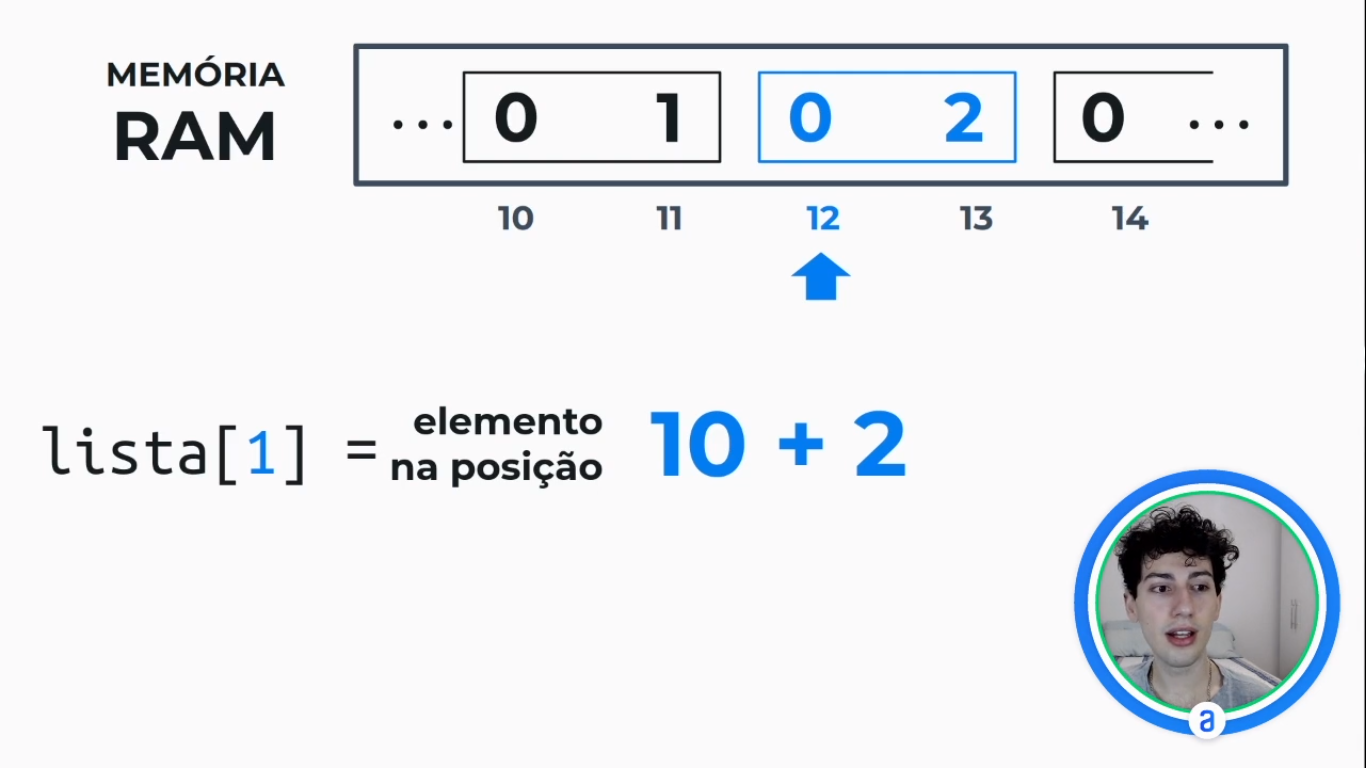 MEMÓRIA
RAM
... 0 1 0 2 0 ...
10 11 12 13 14
lista[1] = elemento na posição 10 + 2
a